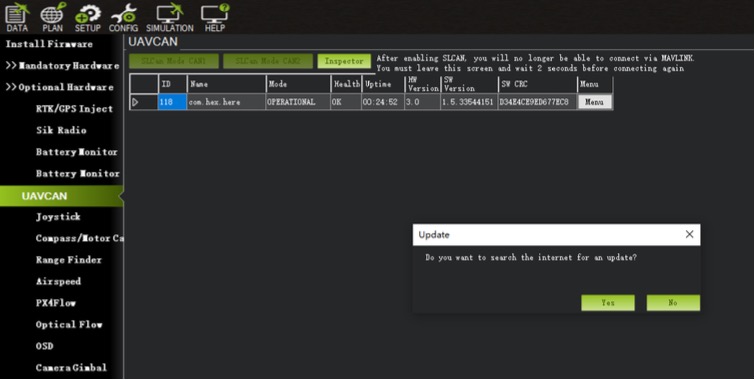 DATA PLAN SETUP CONFIG SIMULATION HELP
Install Firmware
>> Mandatory Hardware
>> Optional Hardware
RTK/GPS Inject
Sik Radio
Battery Monitor
Battery Monitor
UAVCAN
Joystick
Compass/Motor Ca
Range Finder
Airspeed
PX4Flow
Optical Flow
OSD
Camera Gimbal
UAVCAN
SLCan Mode CAN1 SLCan Mode CAN2 Inspector
After enabling SLCAN, you will no longer be able to connect via MAVLINK.
You must leave this screen and wait 2 seconds before connecting again
ID Name Mode Health Uptime HW Version SW Version SW CRC Menu
118 com.hex.here OPERATIONAL OK 00:24:52 3.0 1.5.33544151 D34E4CE9ED677EC8 Menu
Update
Do you want to search the internet for an update?
Yes No